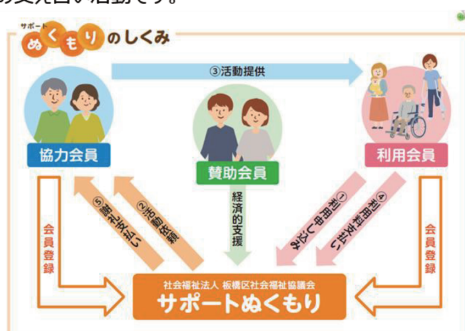 の支え合い活動です。
サポート
ぬくもりのしくみ
③活動提供
協力会員
賛助会員
利用会員
会員登録
⑤謝礼支払い
②活動依頼
経済的支援
①利用申し込み
④利用料支払い
会員登録
社会福祉法人 板橋区社会福祉協議会
サポートぬくもり